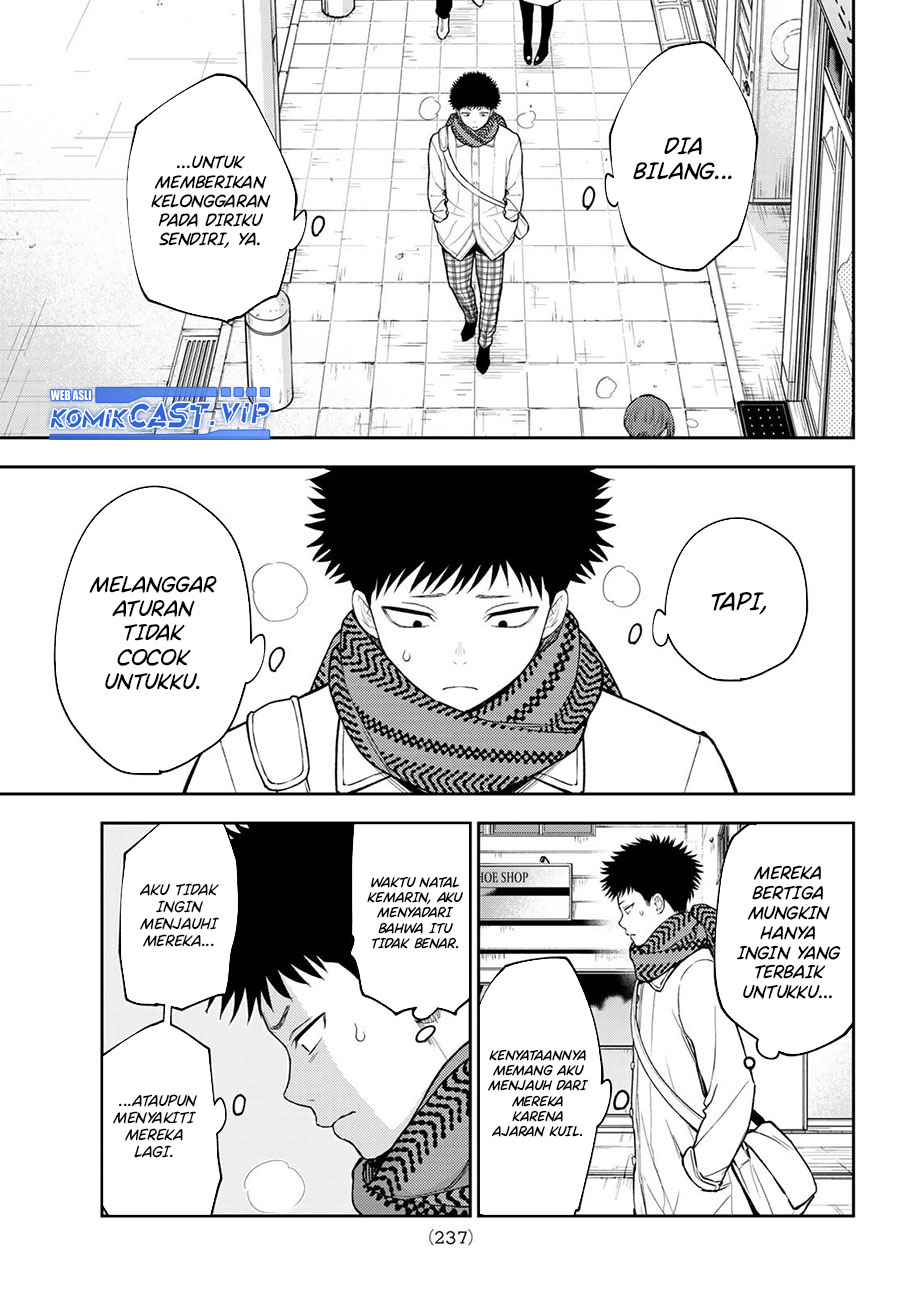 DIA
BILANG...
...UNTUK
MEMBERIKAN
KELONGGARAN
PADA DIRIKU
SENDIRI, YA.
WEB ASLI
KOMIKCAST.VIP
TAPI,
MELANGGAR
ATURAN
TIDAK
COCOK
UNTUKKU.
HOE SHOP
MEREKA
BERTIGA
MUNGKIN
HANYA
INGIN YANG
TERBAIK
UNTUKKU...
KENYATAANNYA
MEMANG AKU
MENJAUH DARI
MEREKA
KARENA
AJARAN KUIL.
WAKTU NATAL
KEMARIN, AKU
MENYADARI
BAHWA ITU
TIDAK BENAR.
AKU TIDAK
INGIN
MENJAUHI
MEREKA...
...ATAUPUN
MENYAKITI
MEREKA
LAGI.
(237)